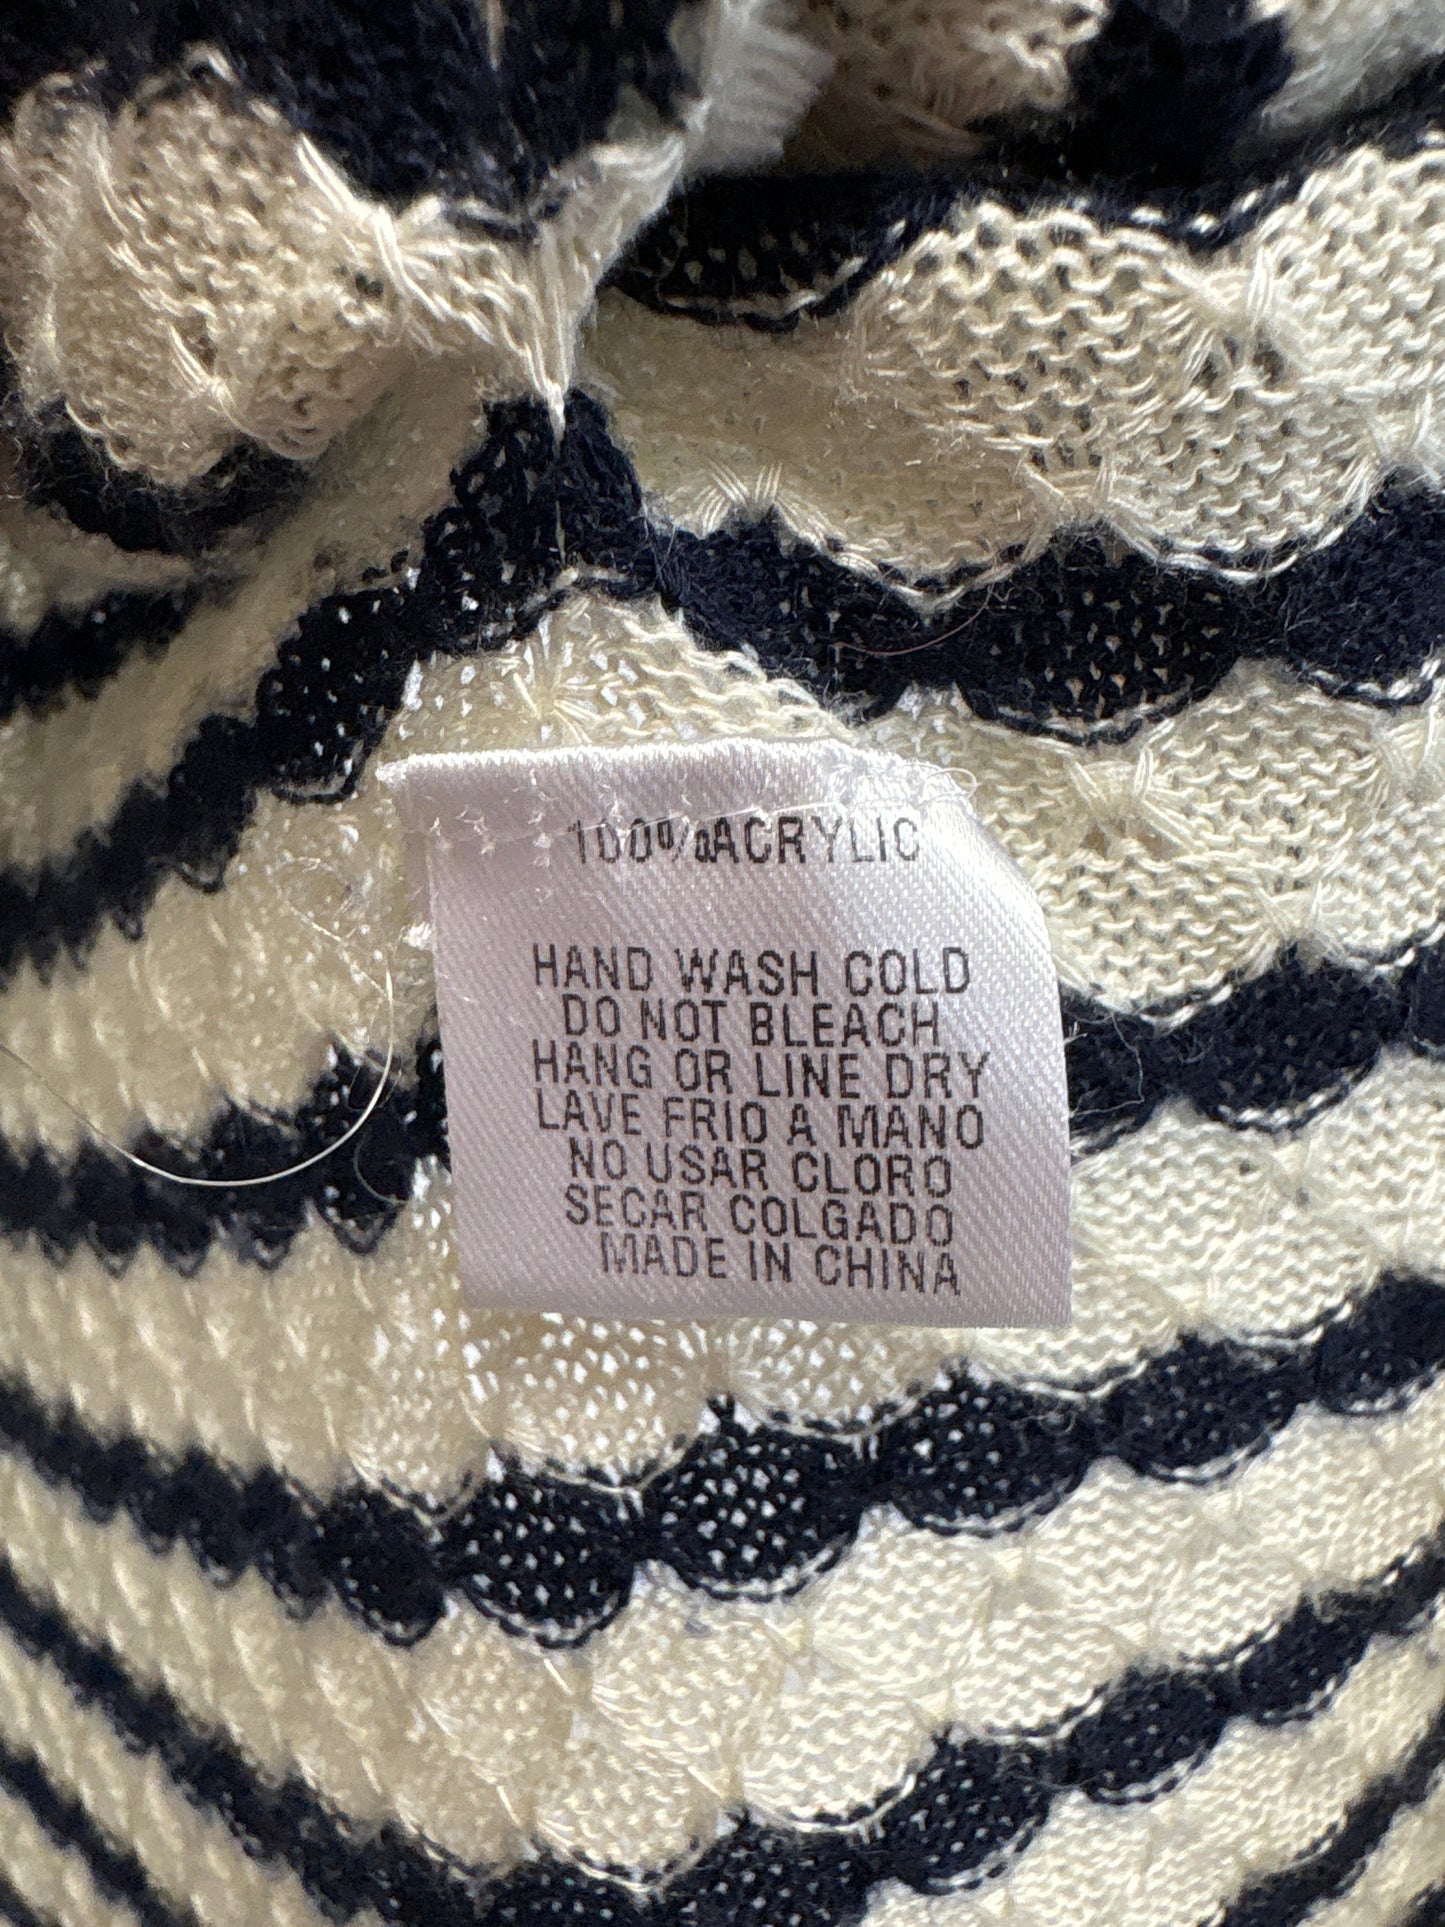 100%ACRYLIC
HAND WASH COLD
DO NOT BLEACH
HANG OR LINE DRY
LAVE FRIO A MANO
NO USAR CLORO
SECAR COLGADO
MADE IN CHINA